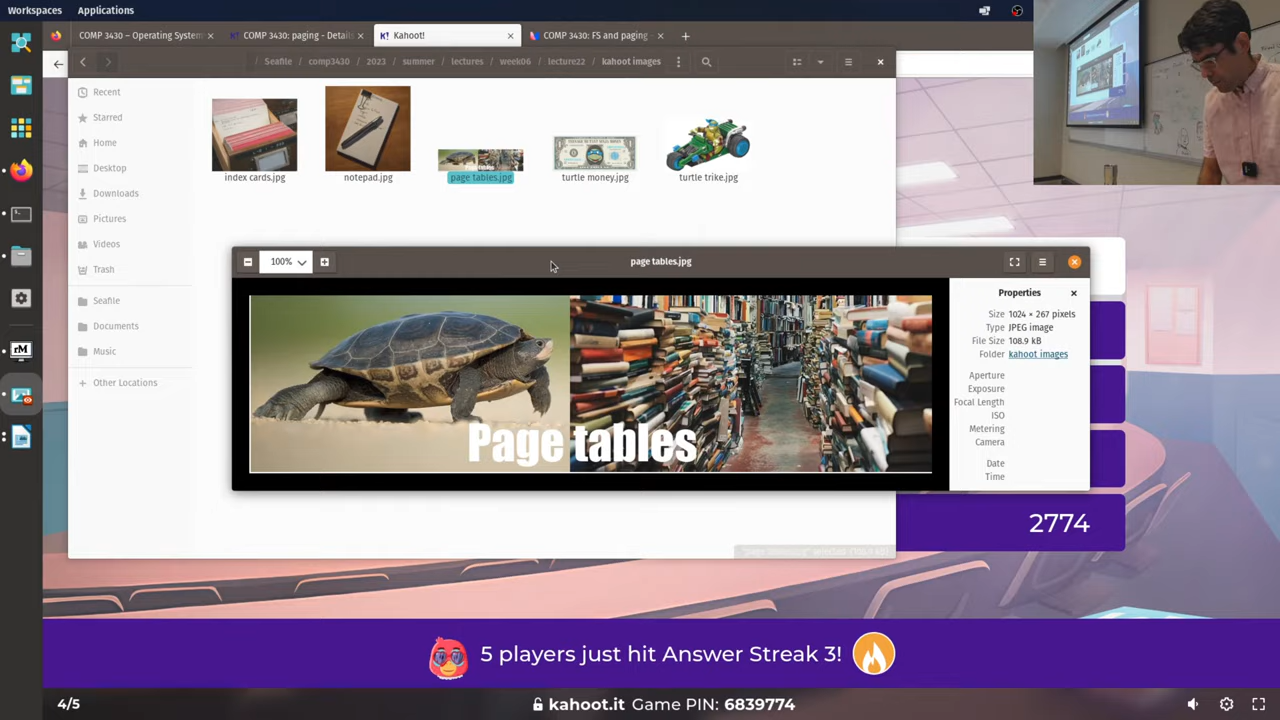 Workspaces Applications
COMP 3430 – Operating System
COMP 3430: paging - Details
Kahoot!
COMP 3430: FS and paging -
Seafile comp3430 2023 summer lectures week06 lecture22 kahoot images
Recent
Starred
Home
Desktop
Downloads
Pictures
Videos
Trash
Seafile
Documents
Music
Other Locations
index cards.jpg
notepad.jpg
page tables.jpg
turtle money.jpg
turtle trike.jpg
100%
page tables.jpg
Page tables
Properties
Size 1024 × 267 pixels
Type JPEG image
File Size 108.9 kB
Folder kahoot images
Aperture
Exposure
Focal Length
ISO
Metering
Camera
Date
Time
2774
5 players just hit Answer Streak 3!
4/5
kahoot.it Game PIN: 6839774